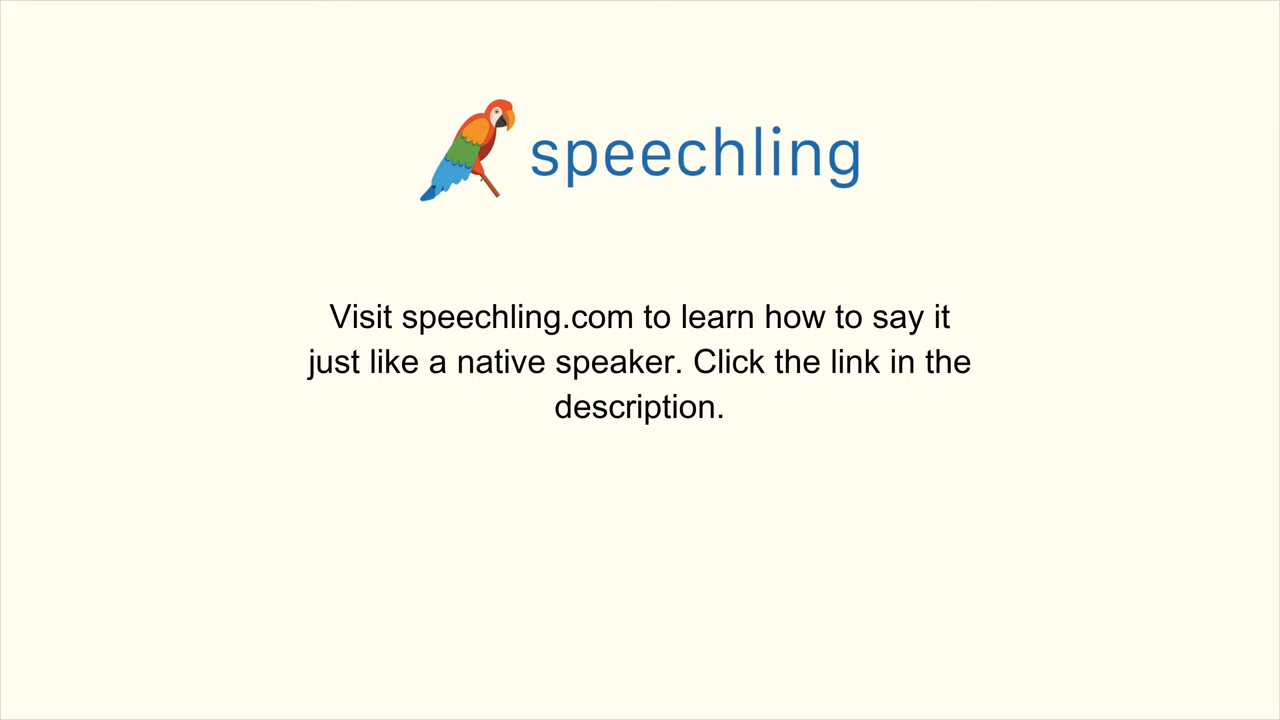 speechling
Visit speechling.com to learn how to say it
just like a native speaker. Click the link in the
description.